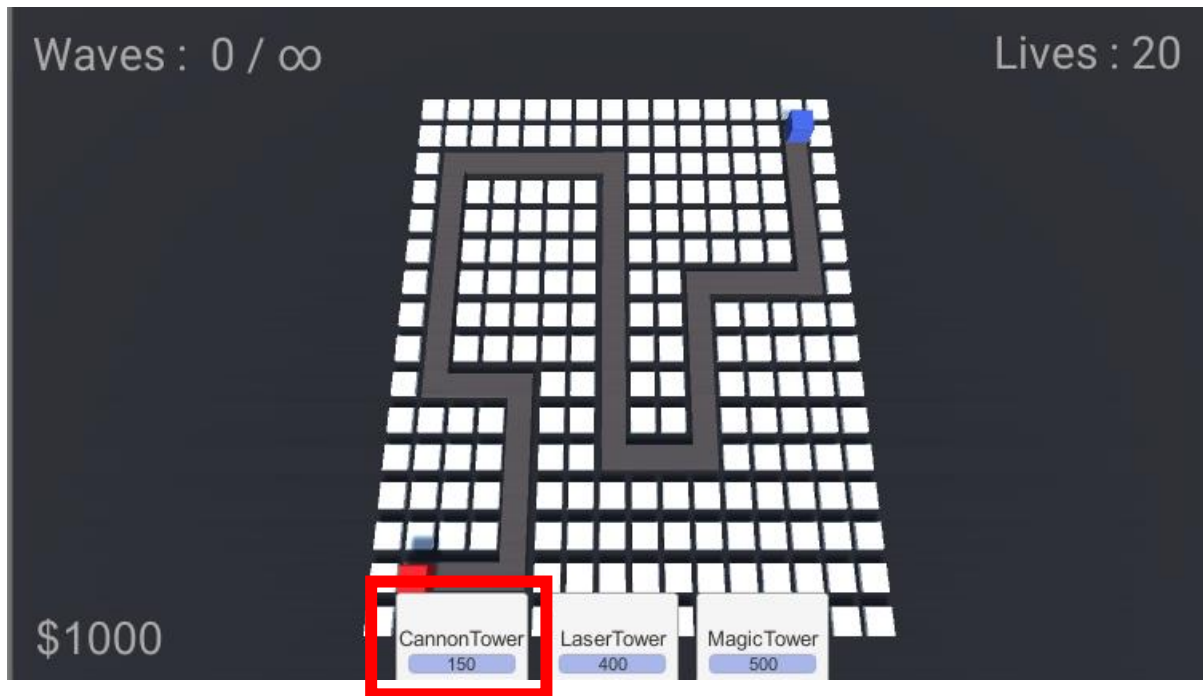 Waves : 0 / ∞
Lives : 20
$1000
CannonTower
150
LaserTower
400
MagicTower
500